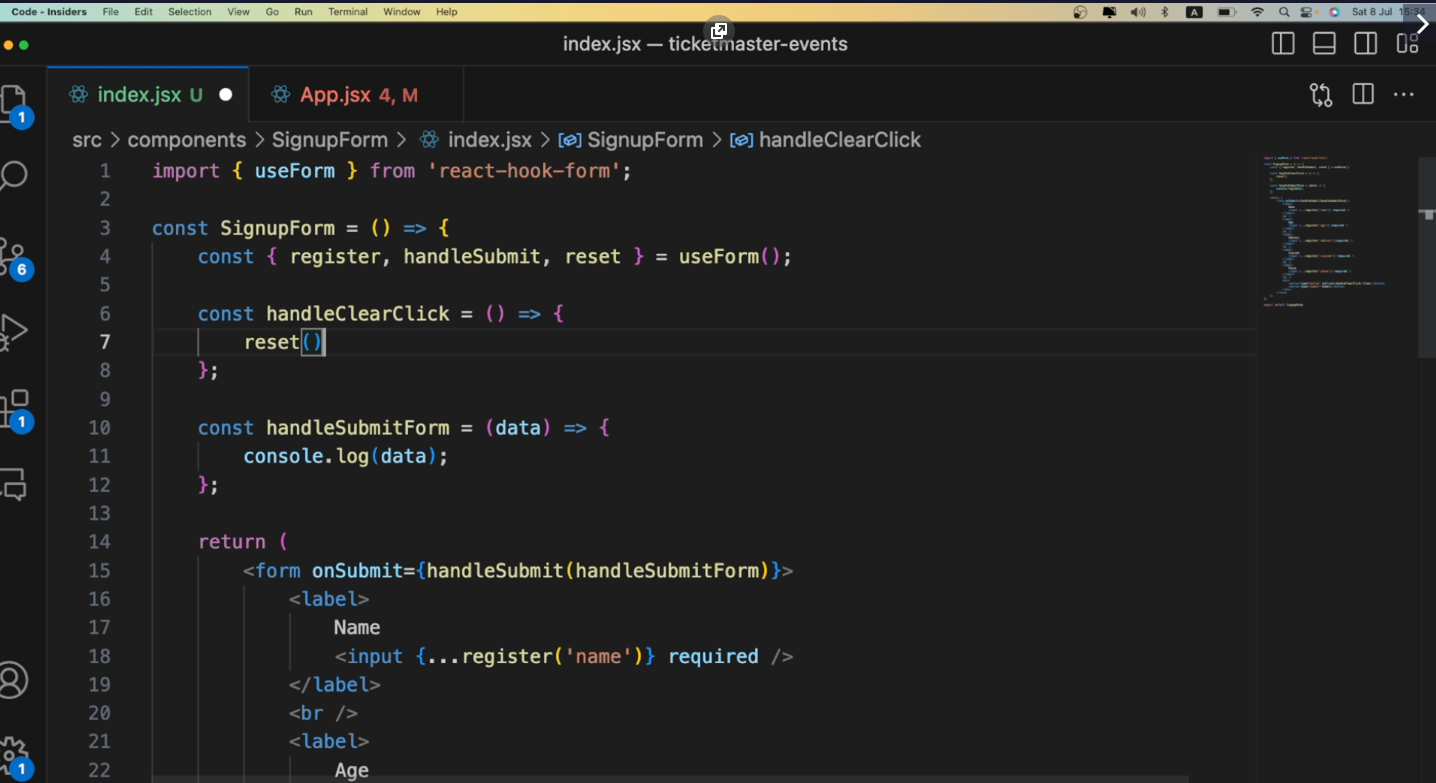 Code - Insiders File Edit Selection View Go Run Terminal Window Help A Sat 8 Jul 15:34
index.jsx — ticketmaster-events
index.jsx U App.jsx 4, M
src > components > SignupForm > index.jsx > SignupForm > handleClearClick
1 import { useForm } from 'react-hook-form';
2
3 const SignupForm = () => {
4 const { register, handleSubmit, reset } = useForm();
5
6 const handleClearClick = () => {
7 reset()
8 };
9
10 const handleSubmitForm = (data) => {
11 console.log(data);
12 };
13
14 return (
15 <form onSubmit={handleSubmit(handleSubmitForm)}>
16 <label>
17 Name
18 <input {...register('name')} required />
19 </label>
20 <br />
21 <label>
22 Age
1
6
1
1